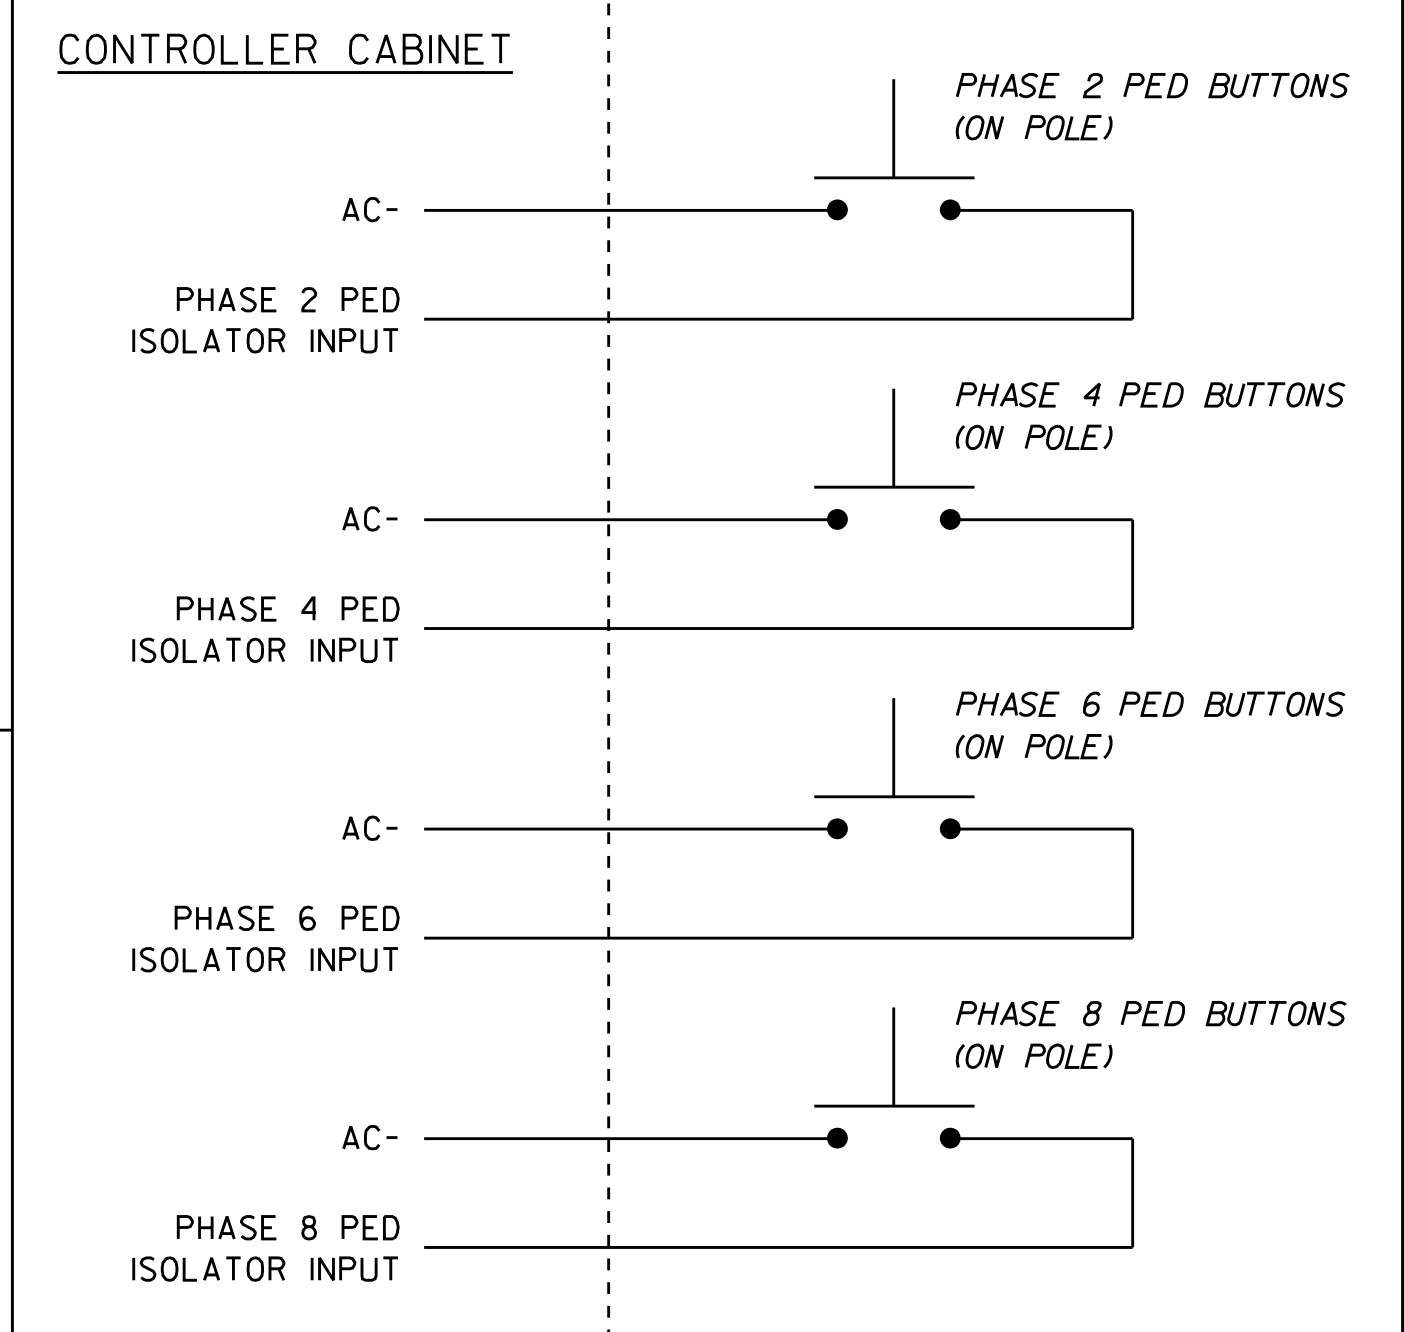 CONTROLLER CABINET
PHASE 2 PED BUTTONS
(ON POLE)
AC-
PHASE 2 PED
ISOLATOR INPUT
PHASE 4 PED BUTTONS
(ON POLE)
AC-
PHASE 4 PED
ISOLATOR INPUT
PHASE 6 PED BUTTONS
(ON POLE)
AC-
PHASE 6 PED
ISOLATOR INPUT
PHASE 8 PED BUTTONS
(ON POLE)
AC-
PHASE 8 PED
ISOLATOR INPUT